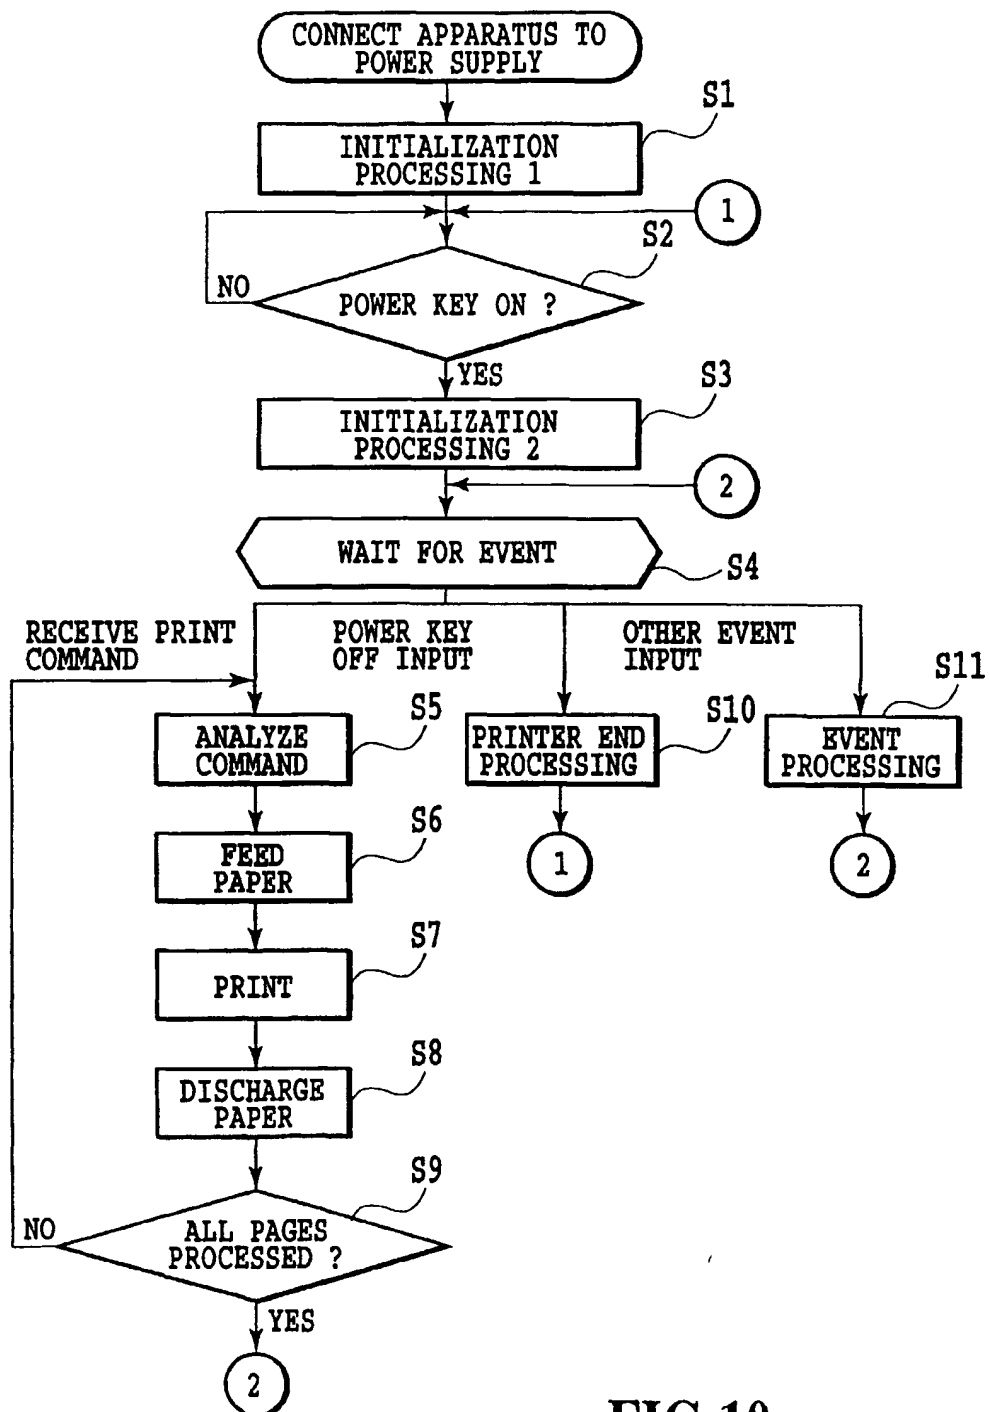 CONNECT APPARATUS TO
POWER SUPPLY
S1
INITIALIZATION
PROCESSING 1
1
S2
NO
POWER KEY ON ?
YES
S3
INITIALIZATION
PROCESSING 2
2
WAIT FOR EVENT
S4
RECEIVE PRINT
COMMAND
POWER KEY
OFF INPUT
OTHER EVENT
INPUT
S5
S10
S11
ANALYZE
COMMAND
PRINTER END
PROCESSING
EVENT
PROCESSING
S6
FEED
PAPER
1
2
S7
PRINT
S8
DISCHARGE
PAPER
S9
NO
ALL PAGES
PROCESSED ?
YES
2
FIG.10